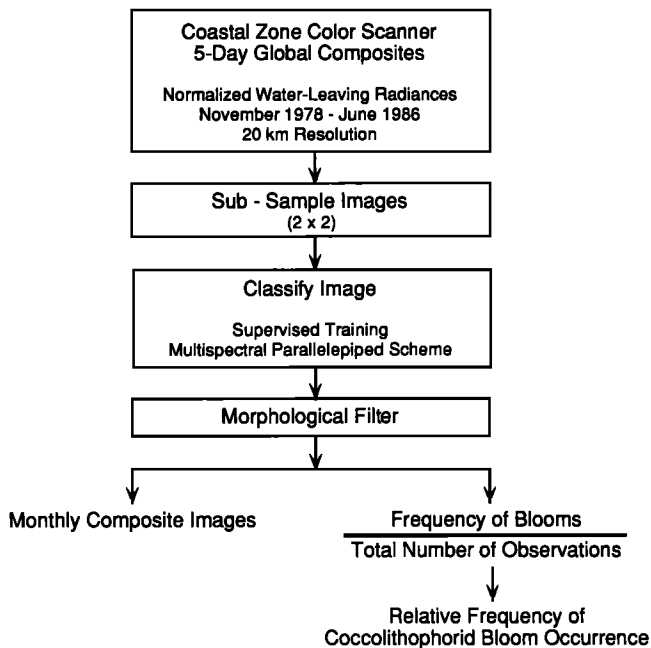 Coastal Zone Color Scanner
5-Day Global Composites
Normalized Water-Leaving Radiances
November 1978 - June 1986
20 km Resolution
Sub - Sample Images
(2 x 2)
Classify Image
Supervised Training
Multispectral Parallelepiped Scheme
Morphological Filter
Monthly Composite Images
Frequency of Blooms
Total Number of Observations
Relative Frequency of
Coccolithophorid Bloom Occurrence